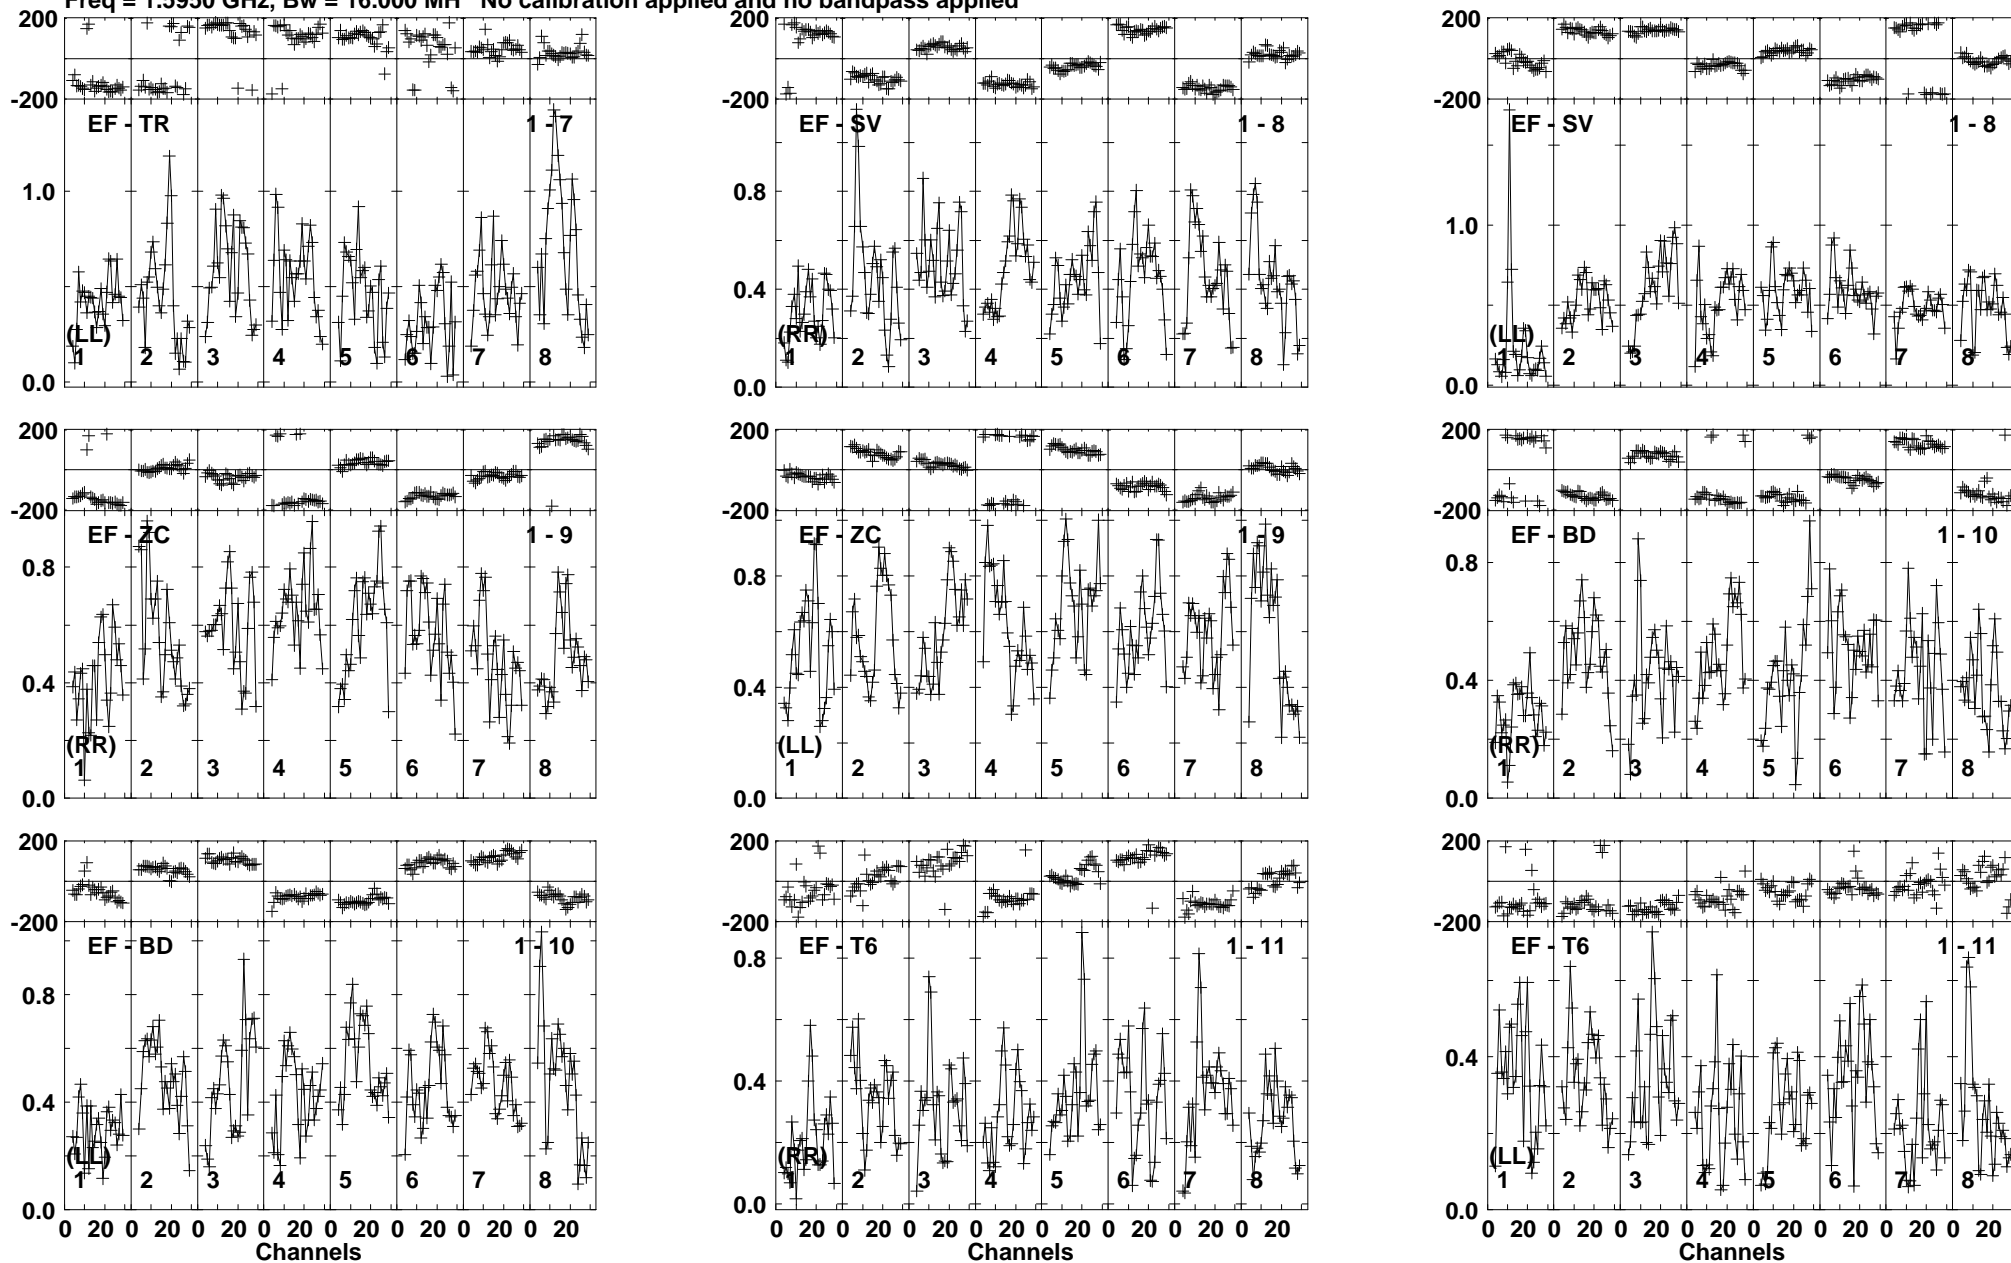 Freq = 1.5950 GHz, Bw = 16.000 MH No calibration applied and no bandpass applied
200 200 200
-200 -200 -200
EF - TR 1 - 7 EF - SV 1 - 8 EF - SV 1 - 8
1.0 0.8 1.0
0.4
(LL) (RR) (LL)
1 2 3 4 5 6 7 8 1 2 3 4 5 6 7 8 1 2 3 4 5 6 7 8
0.0 0.0 0.0
200 200 200
-200 -200 -200
EF - ZC 1 - 9 EF - ZC 1 - 9 EF - BD 1 - 10
0.8 0.8 0.8
0.4 0.4 0.4
(RR) (LL) (RR)
1 2 3 4 5 6 7 8 1 2 3 4 5 6 7 8 1 2 3 4 5 6 7 8
0.0 0.0 0.0
200 200 200
-200 -200 -200
EF - BD 1 - 10 EF - T6 1 - 11 EF - T6 1 - 11
0.8 0.8
0.4 0.4 0.4
(LL) (RR) (LL)
1 2 3 4 5 6 7 8 1 2 3 4 5 6 7 8 1 2 3 4 5 6 7 8
0.0 0.0 0.0
0 20 0 20 0 20 0 20 0 20 0 20 0 20 0 20 0 20 0 20 0 20 0 20 0 20 0 20 0 20 0 20 0 20 0 20 0 20 0 20 0 20 0 20 0 20 0 20
Channels Channels Channels